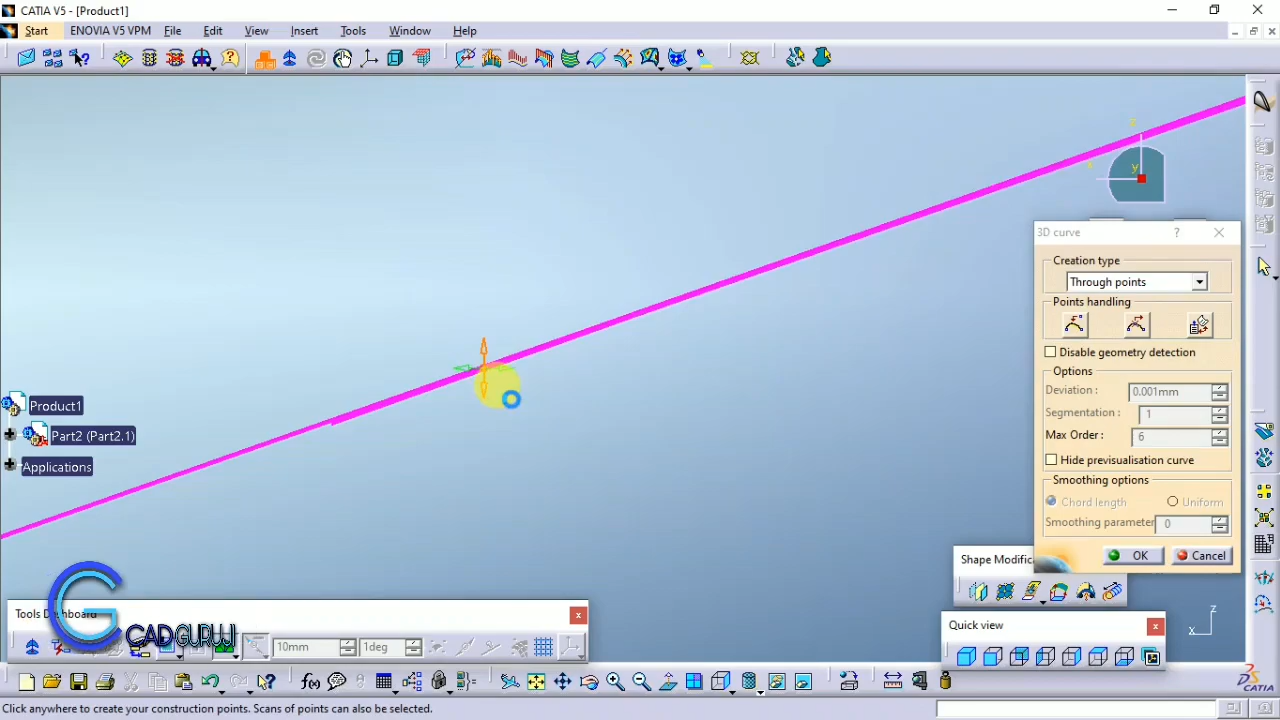 CATIA V5 - [Product1]
Start
ENOVIA V5 VPM
File
Edit
View
Insert
Tools
Window
Help
z
y
3D curve
?
Creation type
Through points
Points handling
Disable geometry detection
Options
Deviation :
0.001mm
Segmentation :
1
Max Order :
6
Hide previsualisation curve
Smoothing options
Chord length
Uniform
Smoothing parameter
0
OK
Cancel
Product1
Part2 (Part2.1)
Applications
Shape Modific
Tools Dashboard
CADGURUJI
10mm
1deg
Quick view
z
x
f(x)
CATIA
Click anywhere to create your construction points. Scans of points can also be selected.